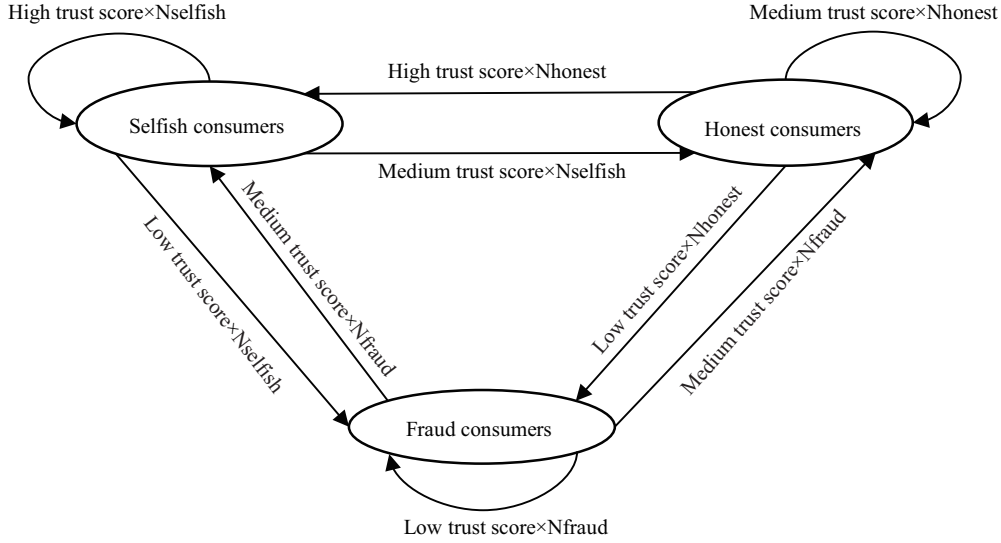 High trust score×Nselfish
Medium trust score×Nhonest
High trust score×Nhonest
Selfish consumers
Honest consumers
Medium trust score×Nselfish
Low trust score×Nselfish
Medium trust score×Nfraud
Low trust score×Nhonest
Medium trust score×Nfraud
Fraud consumers
Low trust score×Nfraud